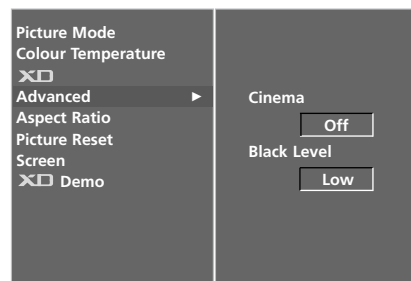 Picture Mode
Colour Temperature
XD
Advanced ►
Aspect Ratio
Picture Reset
Screen
XD Demo
Cinema
Off
Black Level
Low